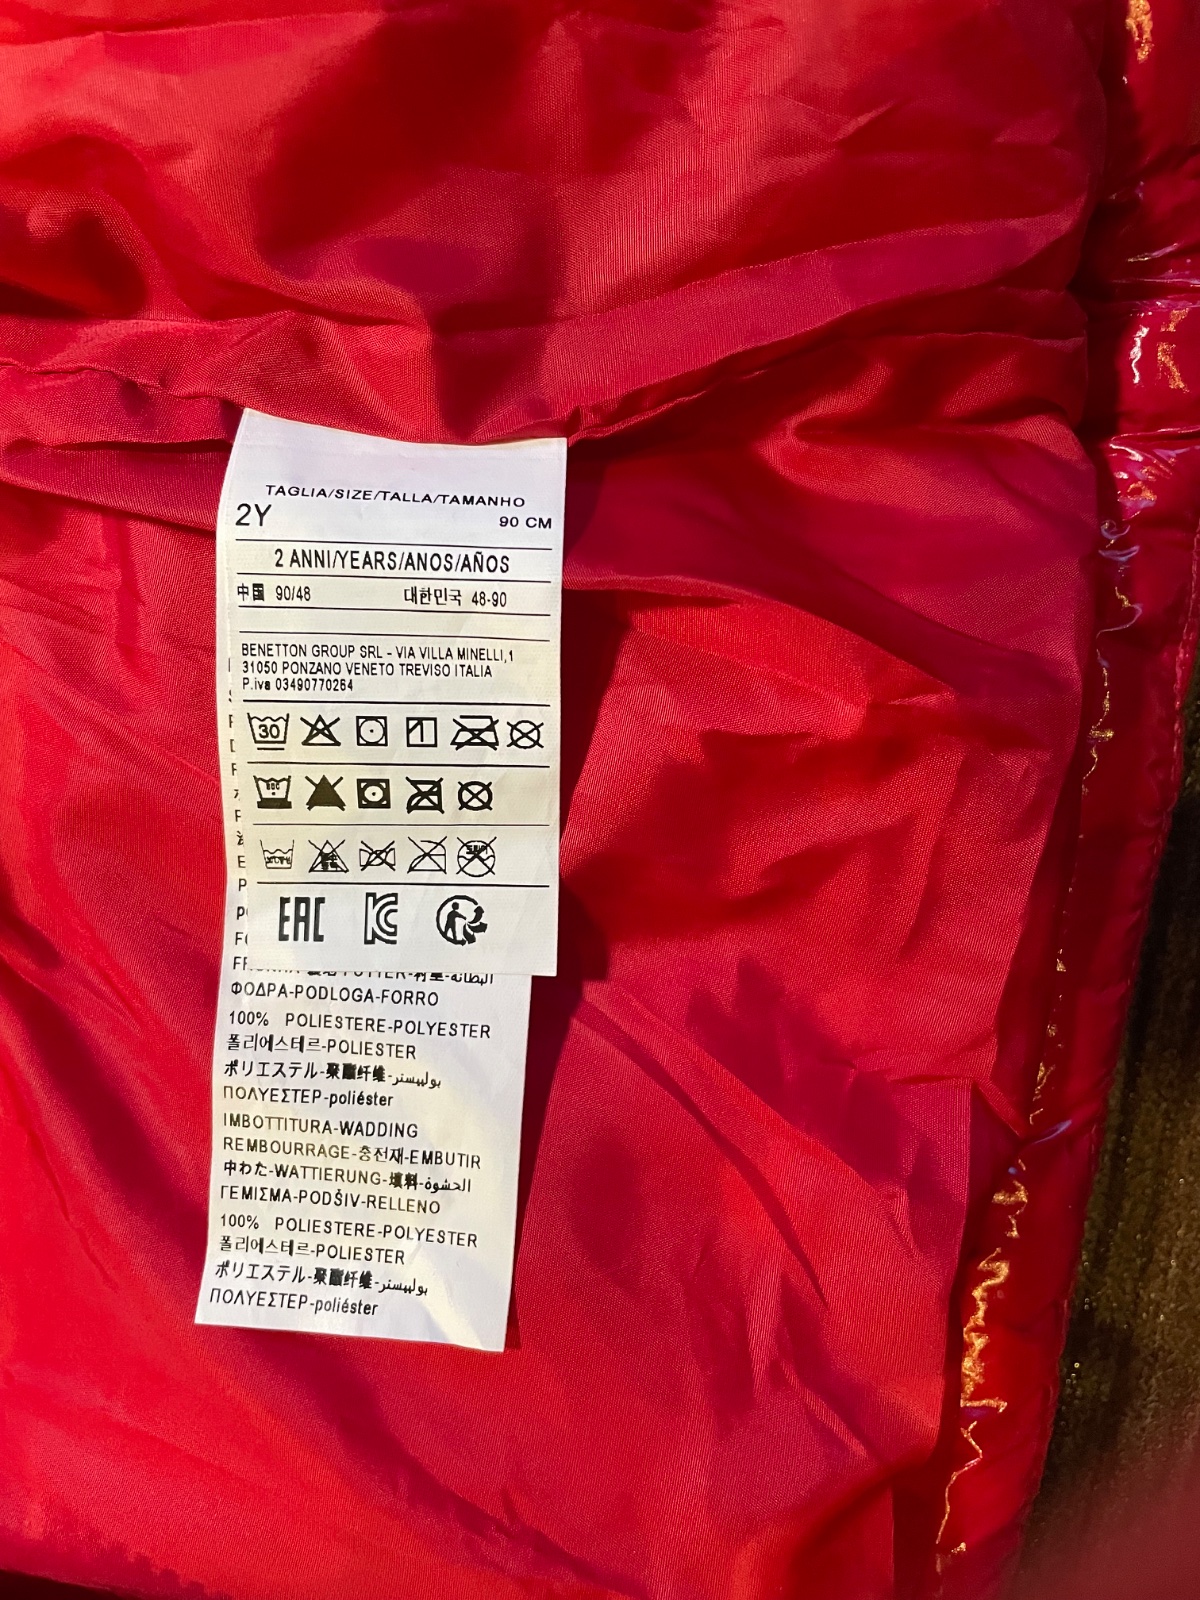 TAGLIA/SIZE/TALLA/TAMANHO
2Y 90 CM
2 ANNI/YEARS/ANOS/AÑOS
中国 90/48 대한민국 48-90
BENETTON GROUP SRL - VIA VILLA MINELLI,1
31050 PONZANO VENETO TREVISO ITALIA
P.iva 03490770264
30
EAC
ΦΟΔΡΑ-PODLOGA-FORRO
100% POLIESTERE-POLYESTER
폴리에스테르-POLIESTER
ポリエステル-聚酯纤维-بوليستر
ΠΟΛΥΕΣΤΕΡ-poliéster
IMBOTTITURA-WADDING
REMBOURRAGE-충전재-EMBUTIR
中わた-WATTIERUNG-填料-الحشوة
ΓΕΜΙΣΜΑ-PODŠIV-RELLENO
100% POLIESTERE-POLYESTER
폴리에스테르-POLIESTER
ポリエステル-聚酯纤维-بوليستر
ΠΟΛΥΕΣΤΕΡ-poliéster